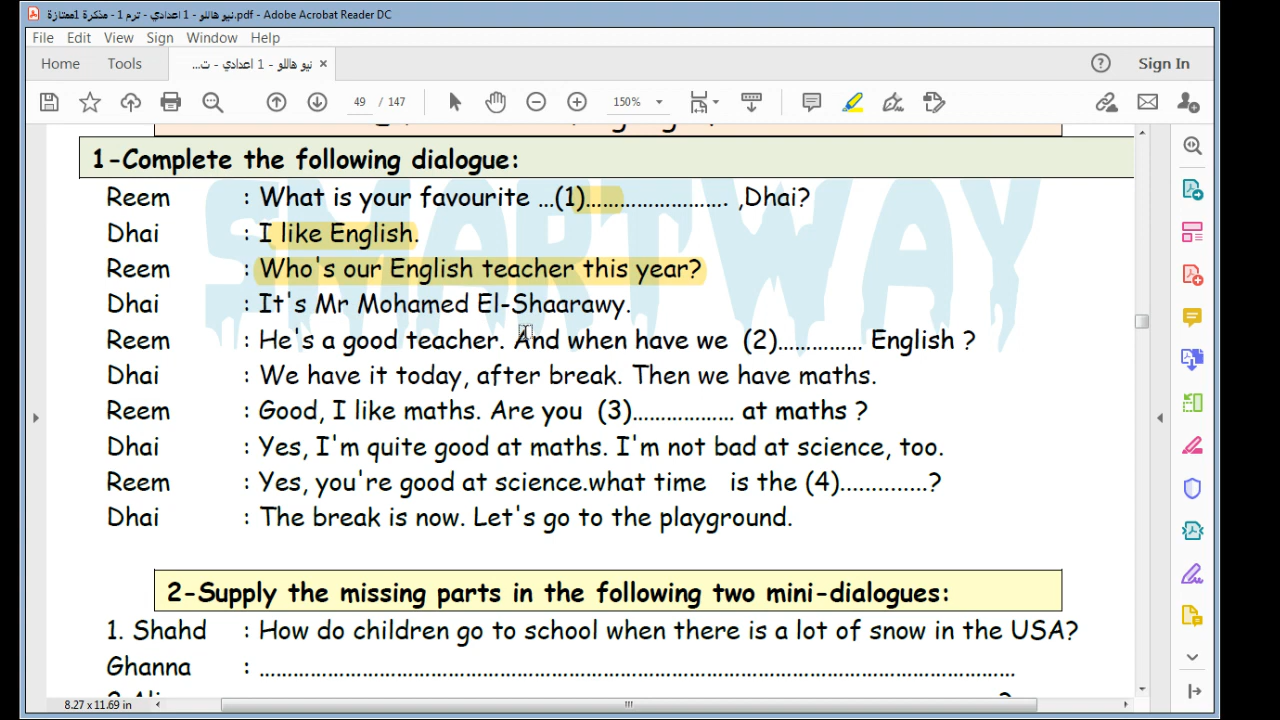 نيو هاللو - 1 اعدادي - ترم 1 - مذكرة 1ممتازة.pdf - Adobe Acrobat Reader DC
File Edit View Sign Window Help
Home Tools نيو هاللو - 1 اعدادي - ت... × ? Sign In
49 / 147 150%
1-Complete the following dialogue:
Reem : What is your favourite ...(1)......................... ,Dhai?
Dhai : I like English.
Reem : Who's our English teacher this year?
Dhai : It's Mr Mohamed El-Shaarawy.
Reem : He's a good teacher. And when have we (2).............. English ?
Dhai : We have it today, after break. Then we have maths.
Reem : Good, I like maths. Are you (3)................. at maths ?
Dhai : Yes, I'm quite good at maths. I'm not bad at science, too.
Reem : Yes, you're good at science.what time is the (4)..............?
Dhai : The break is now. Let's go to the playground.
SMARTWAY
2-Supply the missing parts in the following two mini-dialogues:
1. Shahd : How do children go to school when there is a lot of snow in the USA?
Ghanna : ..........................................................................................
8.27 x 11.69 in